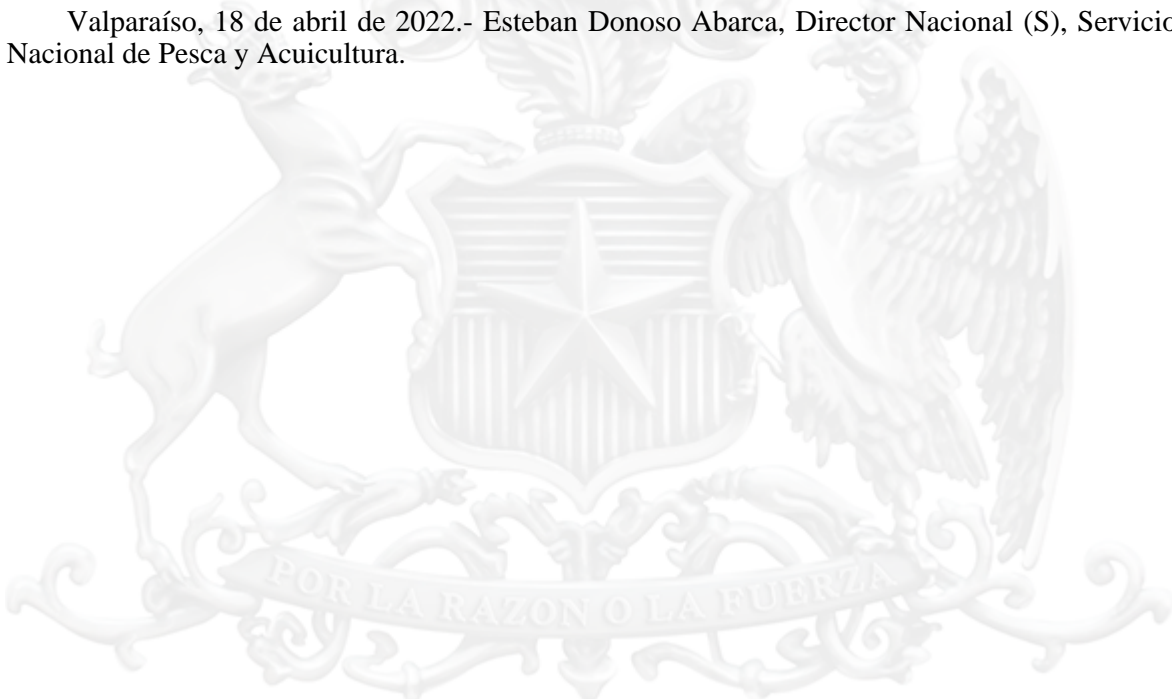 Valparaíso, 18 de abril de 2022.- Esteban Donoso Abarca, Director Nacional (S), Servicio
Nacional de Pesca y Acuicultura.
POR LA RAZON O LA FUERZA